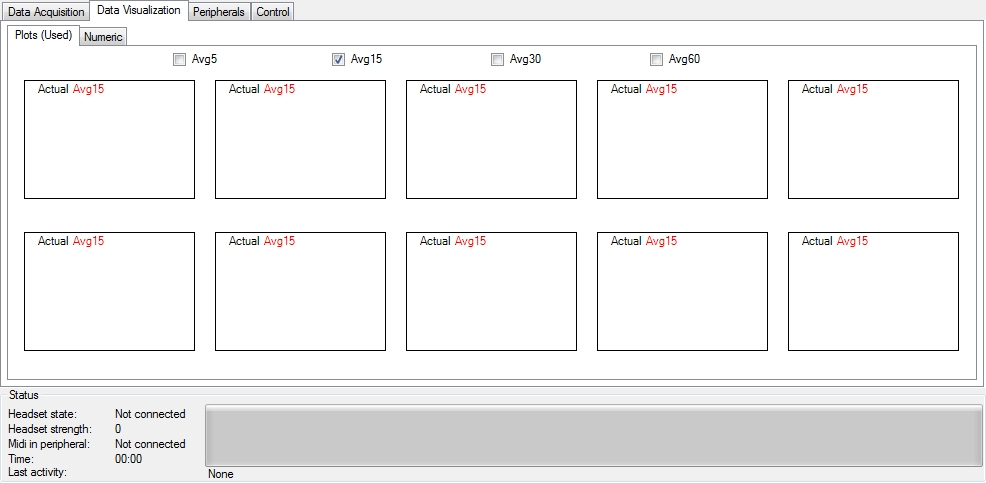 Data Acquisition Data Visualization Peripherals Control
Plots (Used) Numeric
Avg5 Avg15 Avg30 Avg60
Actual Avg15 Actual Avg15 Actual Avg15 Actual Avg15 Actual Avg15
Actual Avg15 Actual Avg15 Actual Avg15 Actual Avg15 Actual Avg15
Status
Headset state: Not connected
Headset strength: 0
Midi in peripheral: Not connected
Time: 00:00
Last activity: None